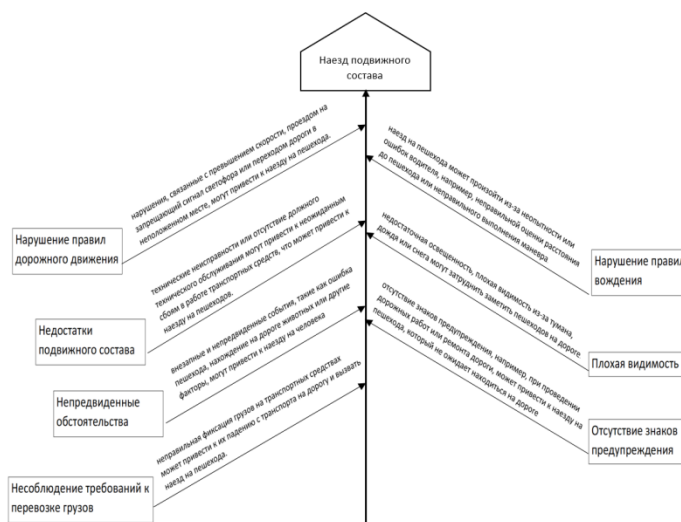 Наезд подвижного
состава
нарушения, связанные с превышением скорости, проездом на
запрещающий сигнал светофора или переходом дороги в
неположенном месте, могут привести к наезду на пешехода.
Нарушение правил
дорожного движения
наезд на пешехода может произойти из-за неопытности или
ошибок водителя, например, неправильной оценки расстояния
до пешехода или неправильного выполнения маневра
Нарушение правил
вождения
технические неисправности или отсутствие должного
технического обслуживания могут привести к неожиданным
сбоям в работе транспортных средств, что может привести к
наезду на пешеходов.
Недостатки
подвижного состава
недостаточная освещенность, плохая видимость из-за тумана,
дождя или снега могут затруднить заметить пешеходов на дороге
Плохая видимость
внезапные и непредвиденные события, такие как ошибка
пешехода, нахождение на дороге животных или другие
факторы, могут привести к наезду на человека
Непредвиденные
обстоятельства
отсутствие знаков предупреждения, например, при проведении
дорожных работ или ремонта дороги, может привести к наезду на
пешехода, который не ожидает находиться на дороге
Отсутствие знаков
предупреждения
неправильная фиксация грузов на транспортных средствах
может привести к их падению с транспорта на дорогу и вызвать
наезд на пешехода.
Несоблюдение требований к
перевозке грузов